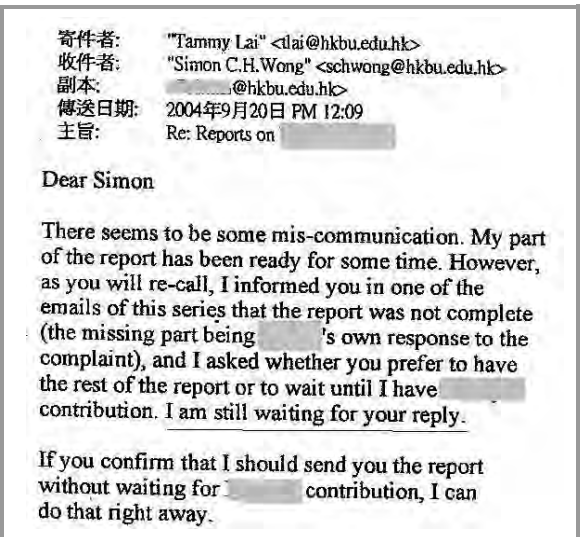 寄件者: "Tammy Lai" <tlai@hkbu.edu.hk>
收件者: "Simon C.H.Wong" <schwong@hkbu.edu.hk>
副本: @hkbu.edu.hk>
傳送日期: 2004年9月20日 PM 12:09
主旨: Re: Reports on
Dear Simon
There seems to be some mis-communication. My part
of the report has been ready for some time. However,
as you will re-call, I informed you in one of the
emails of this series that the report was not complete
(the missing part being 's own response to the
complaint), and I asked whether you prefer to have
the rest of the report or to wait until I have
contribution. I am still waiting for your reply.
If you confirm that I should send you the report
without waiting for contribution, I can
do that right away.